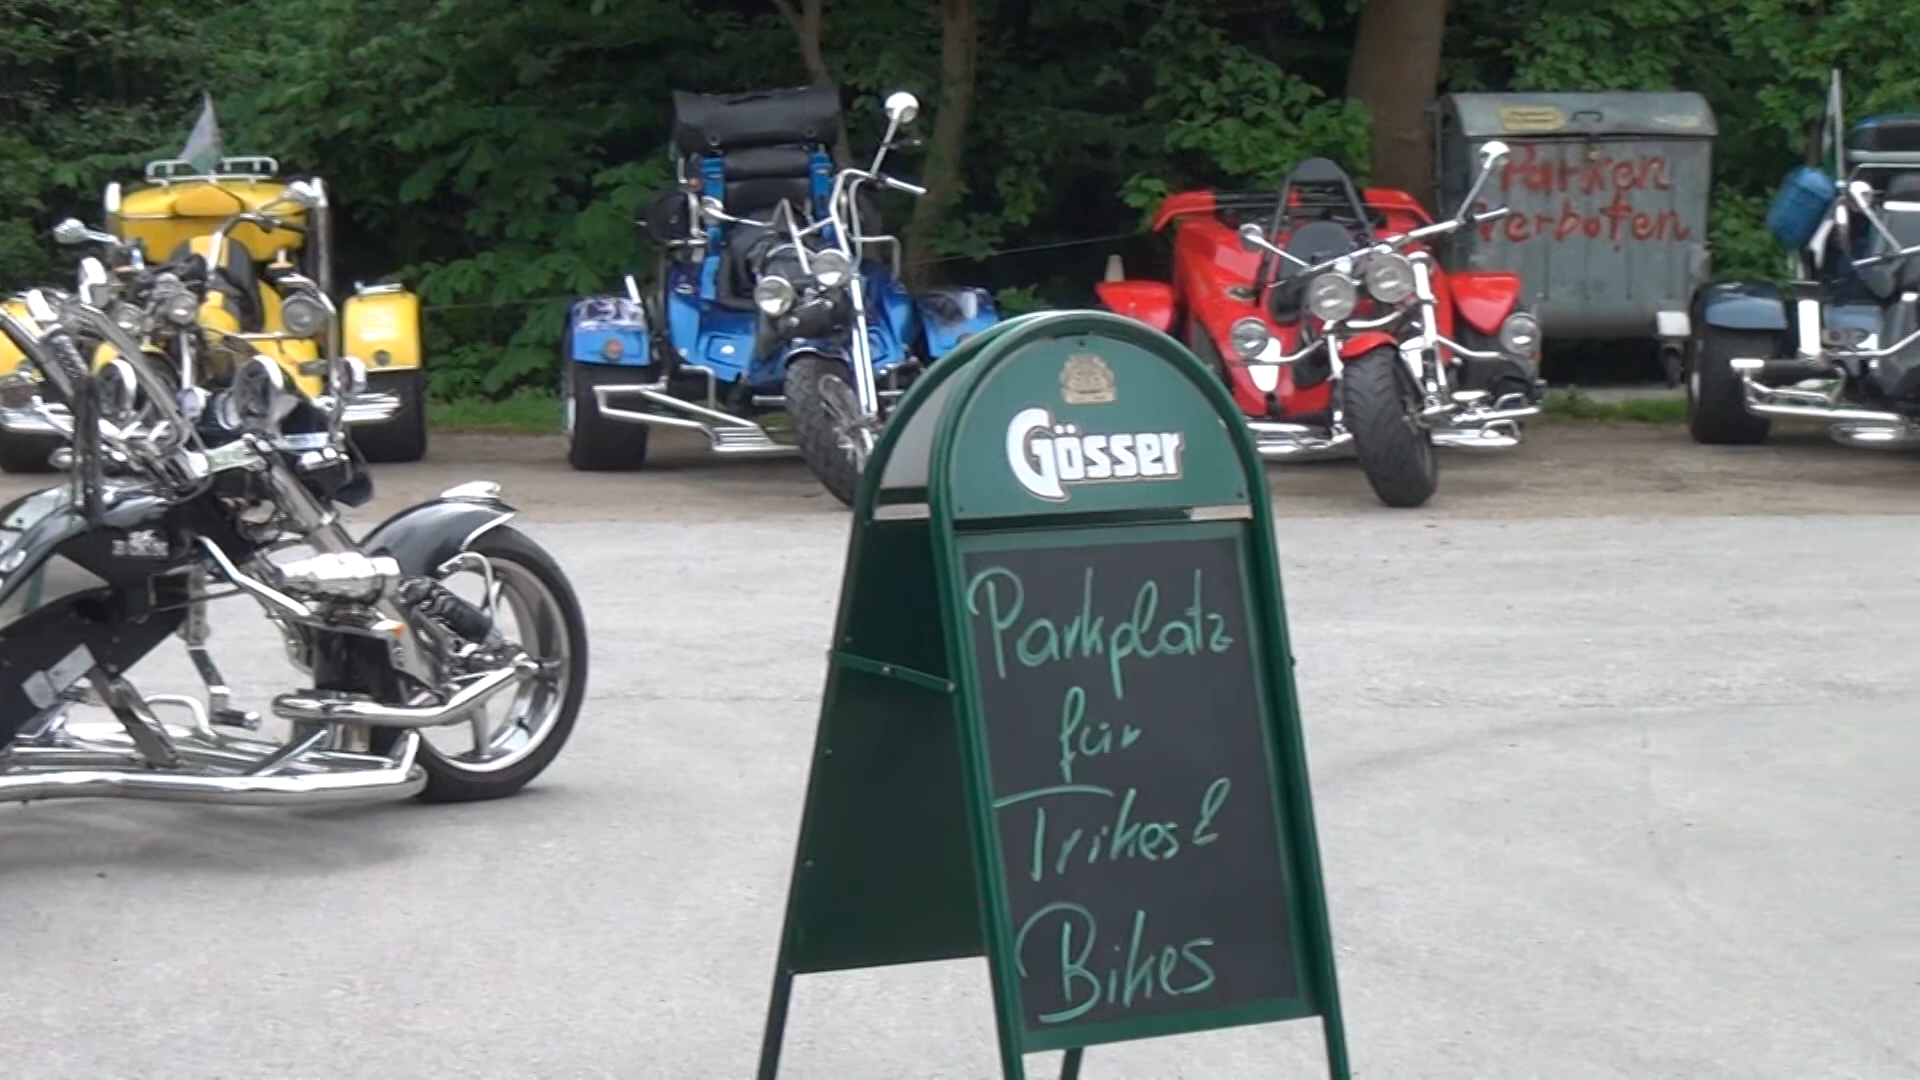 Parken
verboten
Gösser
Parkplatz
für
Trikes &
Bikes